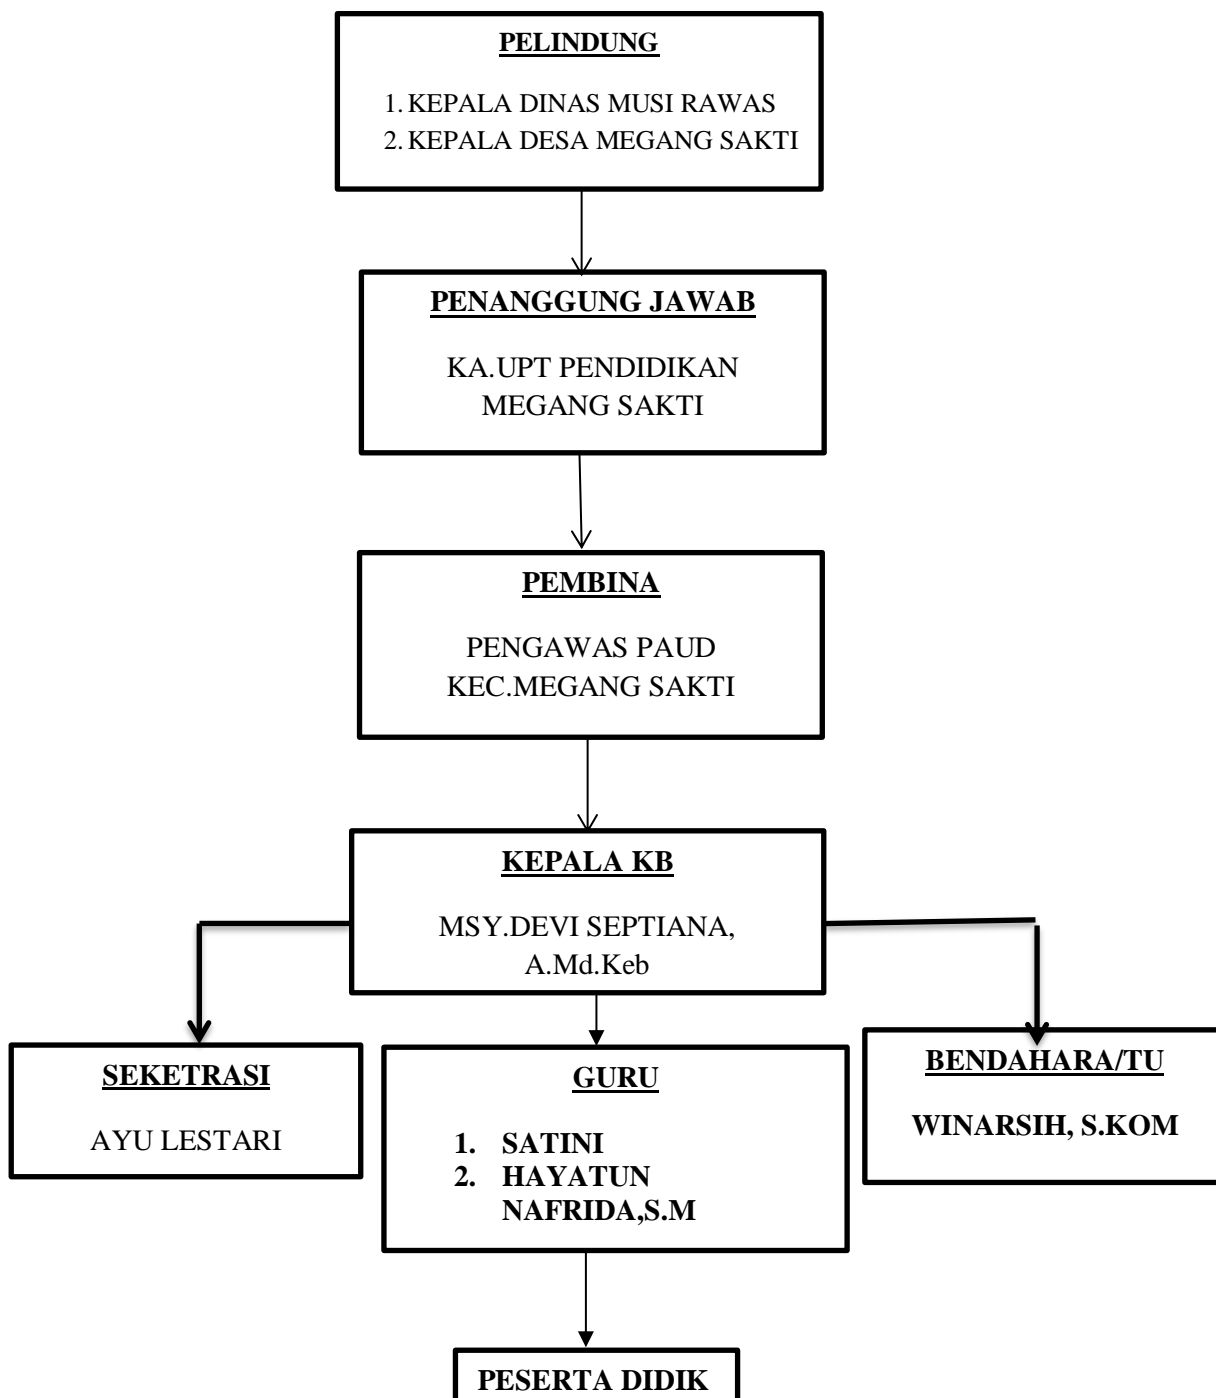 PELINDUNG
1. KEPALA DINAS MUSI RAWAS
2. KEPALA DESA MEGANG SAKTI
PENANGGUNG JAWAB
KA.UPT PENDIDIKAN
MEGANG SAKTI
PEMBINA
PENGAWAS PAUD
KEC.MEGANG SAKTI
KEPALA KB
MSY.DEVI SEPTIANA,
A.Md.Keb
SEKETRASI
AYU LESTARI
GURU
1. SATINI
2. HAYATUN
NAFRIDA,S.M
BENDAHARA/TU
WINARSIH, S.KOM
PESERTA DIDIK